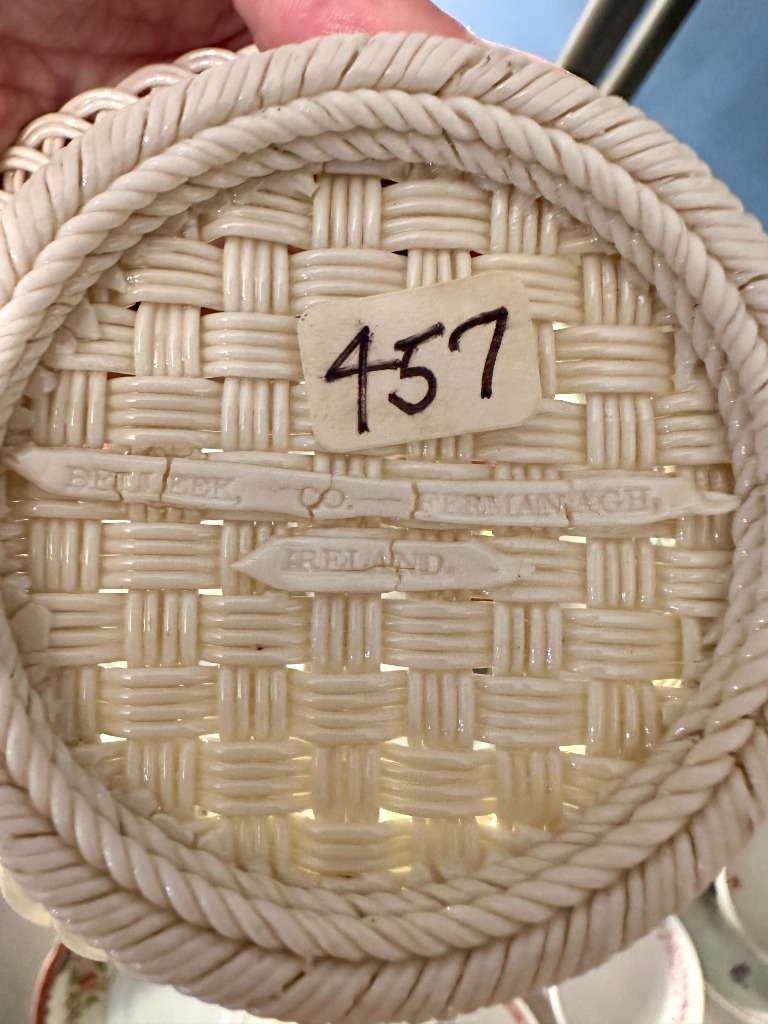 457
BELLEEK, CO. FERMANAGH,
IRELAND.